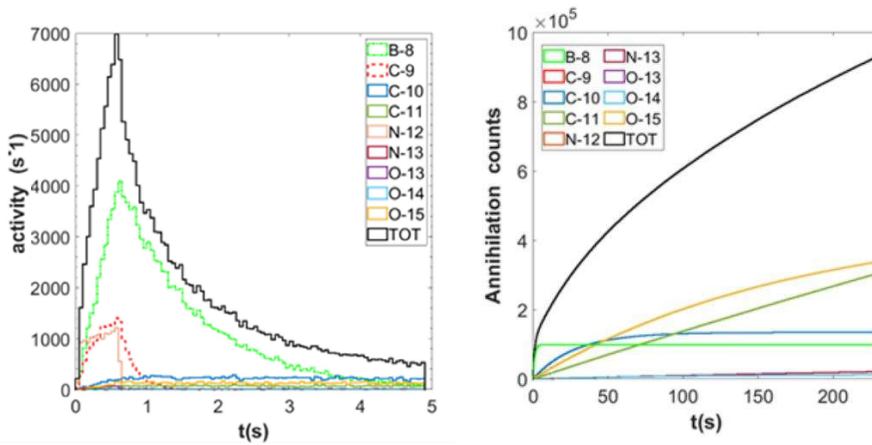 7000
6000
5000
4000
3000
2000
1000
0
activity (s⁻1)
B-8
C-9
C-10
C-11
N-12
N-13
O-13
O-14
O-15
TOT
0 1 2 3 4 5
t(s)
×10⁵
10
8
6
4
2
0
Annihilation counts
B-8 N-13
C-9 O-13
C-10 O-14
C-11 O-15
N-12 TOT
0 50 100 150 200
t(s)